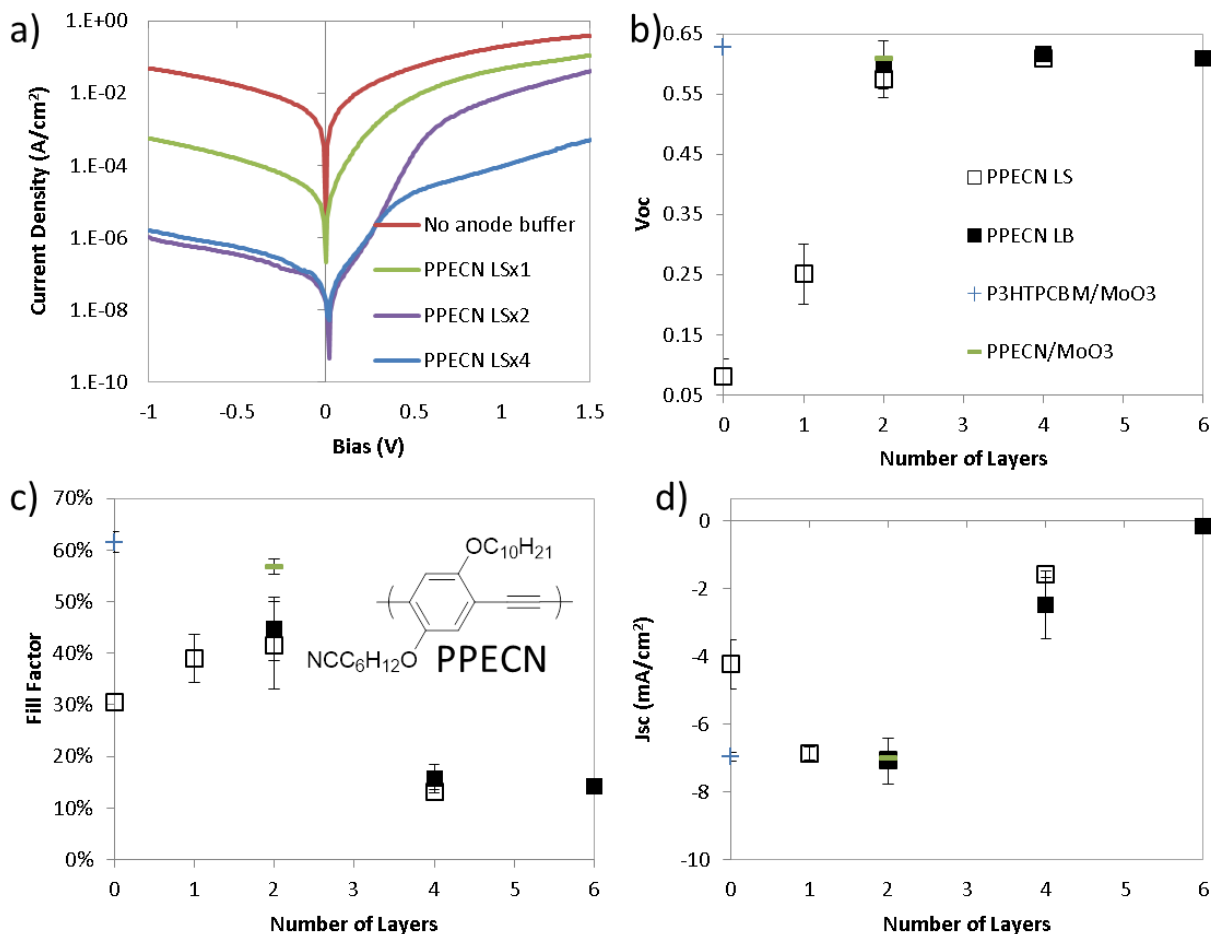 a)
1.E+00
1.E-02
1.E-04
1.E-06
1.E-08
1.E-10
Current Density (A/cm²)
-1 -0.5 0 0.5 1 1.5
Bias (V)
No anode buffer
PPECN LSx1
PPECN LSx2
PPECN LSx4
b)
0.65
0.55
0.45
0.35
0.25
0.15
0.05
Voc
0 1 2 3 4 5 6
Number of Layers
PPECN LS
PPECN LB
P3HTPCBM/MoO3
PPECN/MoO3
c)
70%
60%
50%
40%
30%
20%
10%
0%
Fill Factor
0 1 2 3 4 5 6
Number of Layers
OC₁₀H₂₁
NCC₆H₁₂O
PPECN
d)
0
-2
-4
-6
-8
-10
Jsc (mA/cm²)
0 1 2 3 4 5 6
Number of Layers